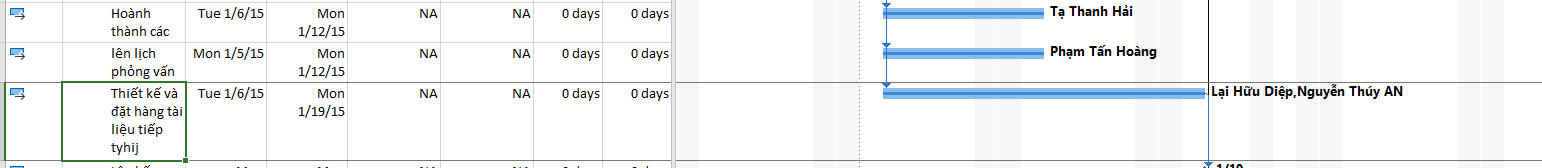 Hoành thành các Tue 1/6/15 Mon 1/12/15 NA NA 0 days 0 days Tạ Thanh Hải
lên lịch phỏng vấn Mon 1/5/15 Mon 1/12/15 NA NA 0 days 0 days Phạm Tấn Hoàng
Thiết kế và đặt hàng tài liệu tiếp tyhij Tue 1/6/15 Mon 1/19/15 NA NA 0 days 0 days Lại Hữu Diệp,Nguyễn Thúy AN